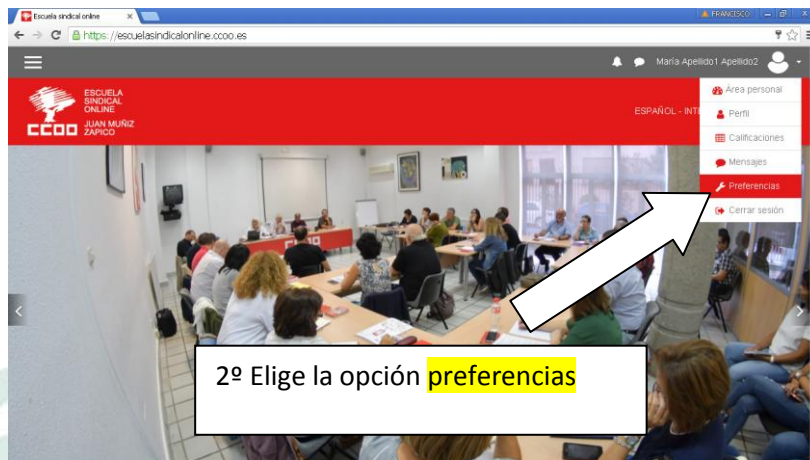 Escuela sindical online
FRANCISCO
https://escuelasindicalonline.ccoo.es
María Apellido1 Apellido2
ESCUELA
SINDICAL
ONLINE
JUAN MUÑIZ
ZAPICO
CCOO
ESPAÑOL - INT
Área personal
Perfil
Calificaciones
Mensajes
Preferencias
Cerrar sesión
2º Elige la opción preferencias